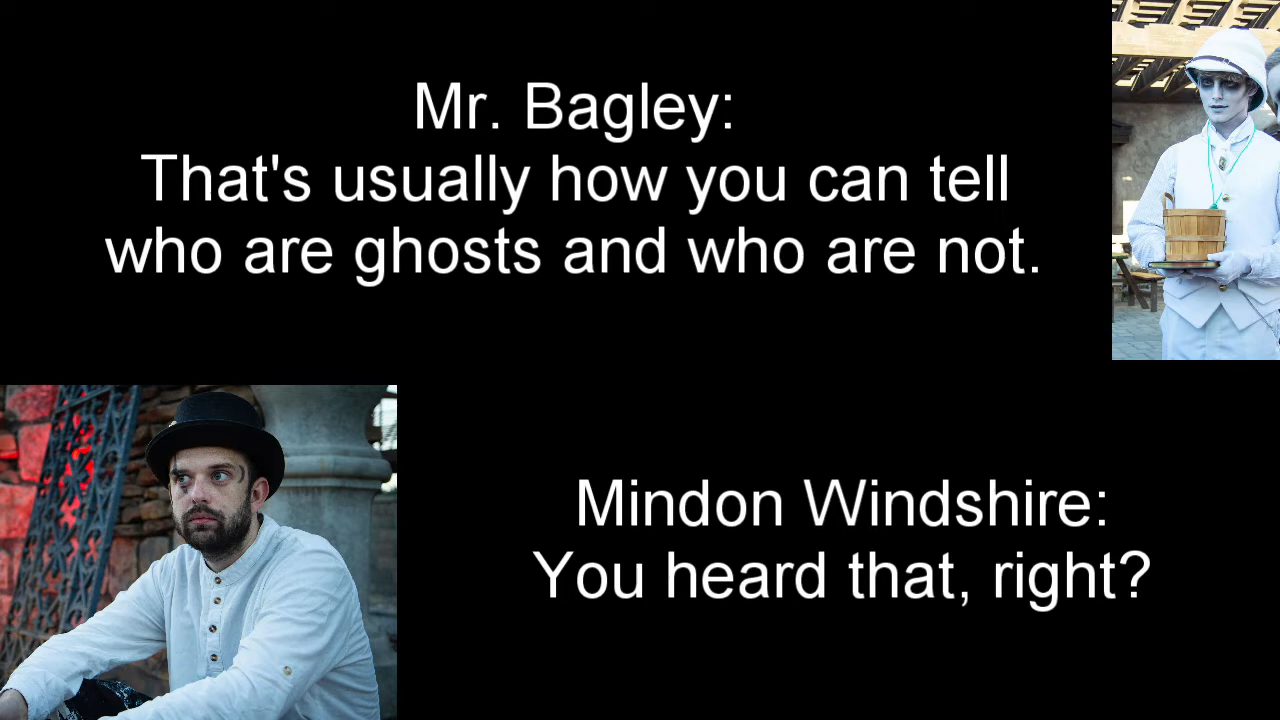 Mr. Bagley:
That's usually how you can tell
who are ghosts and who are not.
Mindon Windshire:
You heard that, right?